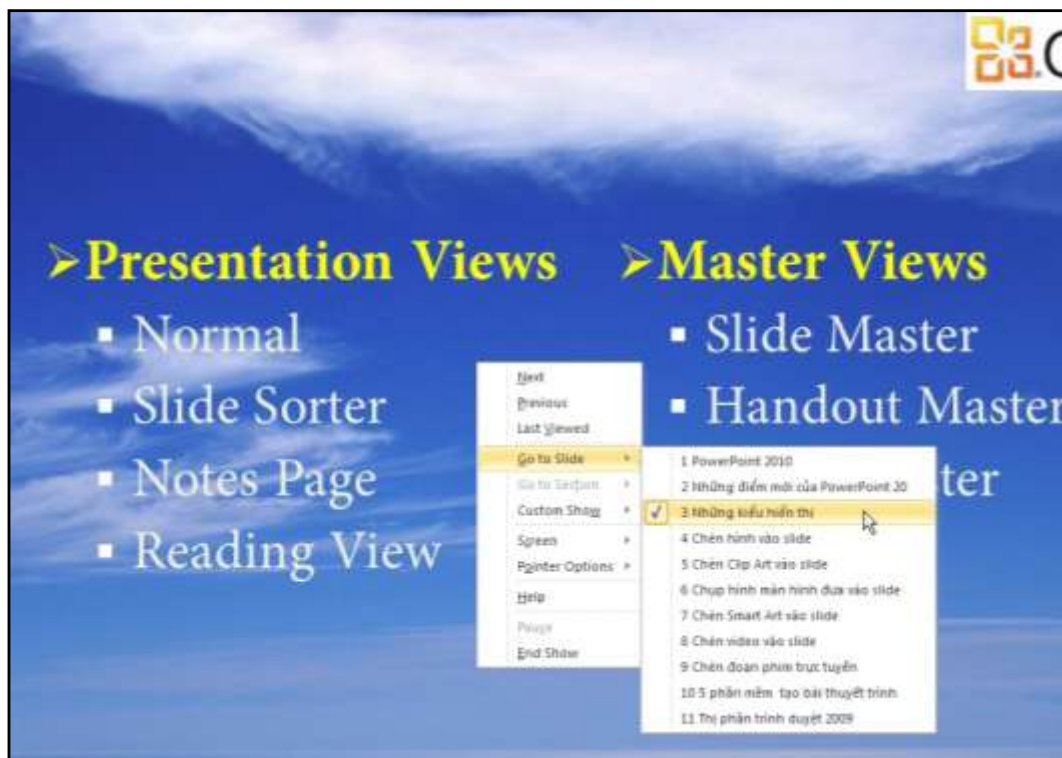 O
➢Presentation Views
▪ Normal
▪ Slide Sorter
▪ Notes Page
▪ Reading View
➢Master Views
▪ Slide Master
▪ Handout Master
ter
Next
Previous
Last Viewed
Go to Slide
Go to Section
Custom Show
Screen
Pointer Options
Help
Pause
End Show
1 PowerPoint 2010
2 Những điểm mới của PowerPoint 20
3 Những kiểu hiển thị
4 Chén hình vào slide
5 Chén Clip Art vào slide
6 Chụp hình màn hình đưa vào slide
7 Chén Smart Art vào slide
8 Chén video vào slide
9 Chén đoạn phim trực tuyến
10 5 phần mềm tạo bài thuyết trình
11 Thị phần trình duyệt 2009